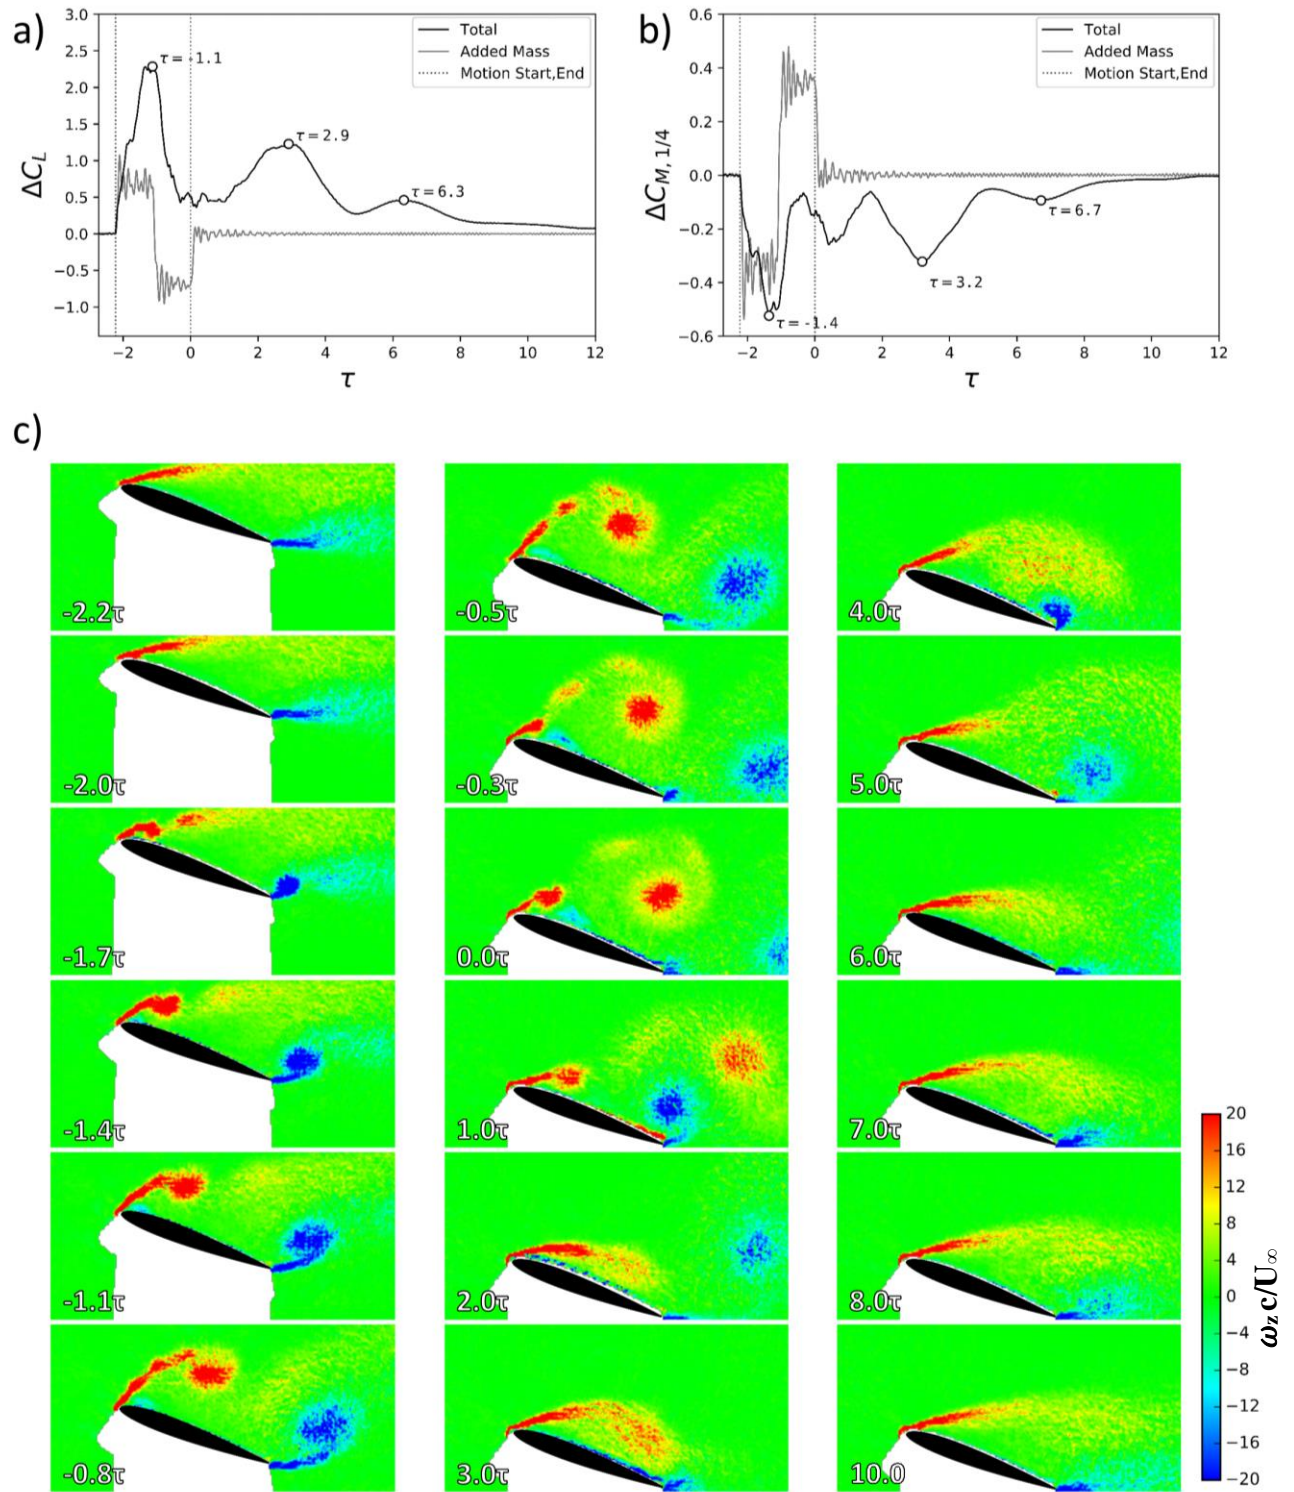 a)
3.0
2.5
2.0
1.5
1.0
0.5
0.0
−0.5
−1.0
ΔC_L
Total
Added Mass
Motion Start,End
τ = -1.1
τ = 2.9
τ = 6.3
−2 0 2 4 6 8 10 12
τ
b)
0.6
0.4
0.2
0.0
−0.2
−0.4
−0.6
ΔC_{M, 1/4}
Total
Added Mass
Motion Start,End
τ = -1.4
τ = 3.2
τ = 6.7
−2 0 2 4 6 8 10 12
τ
c)
-2.2τ
-2.0τ
-1.7τ
-1.4τ
-1.1τ
-0.8τ
-0.5τ
-0.3τ
0.0τ
1.0τ
2.0τ
3.0τ
4.0τ
5.0τ
6.0τ
7.0τ
8.0τ
10.0
20
16
12
8
4
0
−4
−8
−12
−16
−20
ω_z c/U_∞